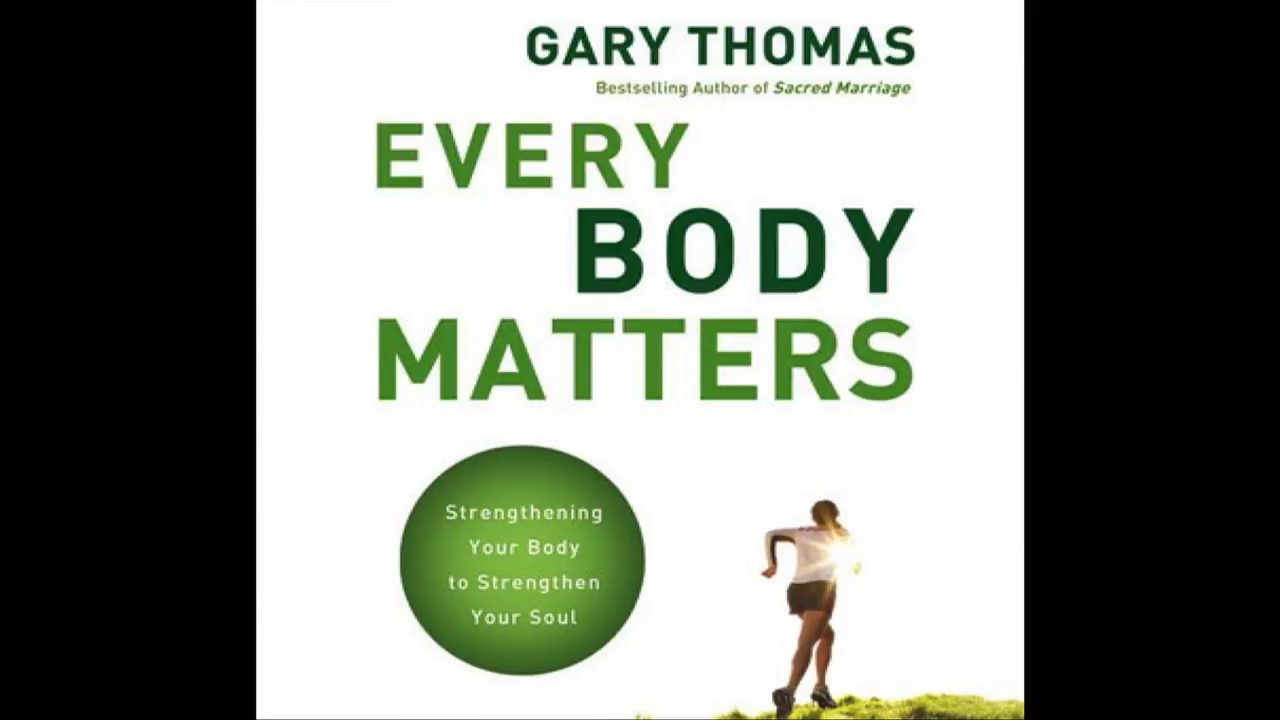 GARY THOMAS
Bestselling Author of Sacred Marriage
EVERY
BODY
MATTERS
Strengthening
Your Body
to Strengthen
Your Soul